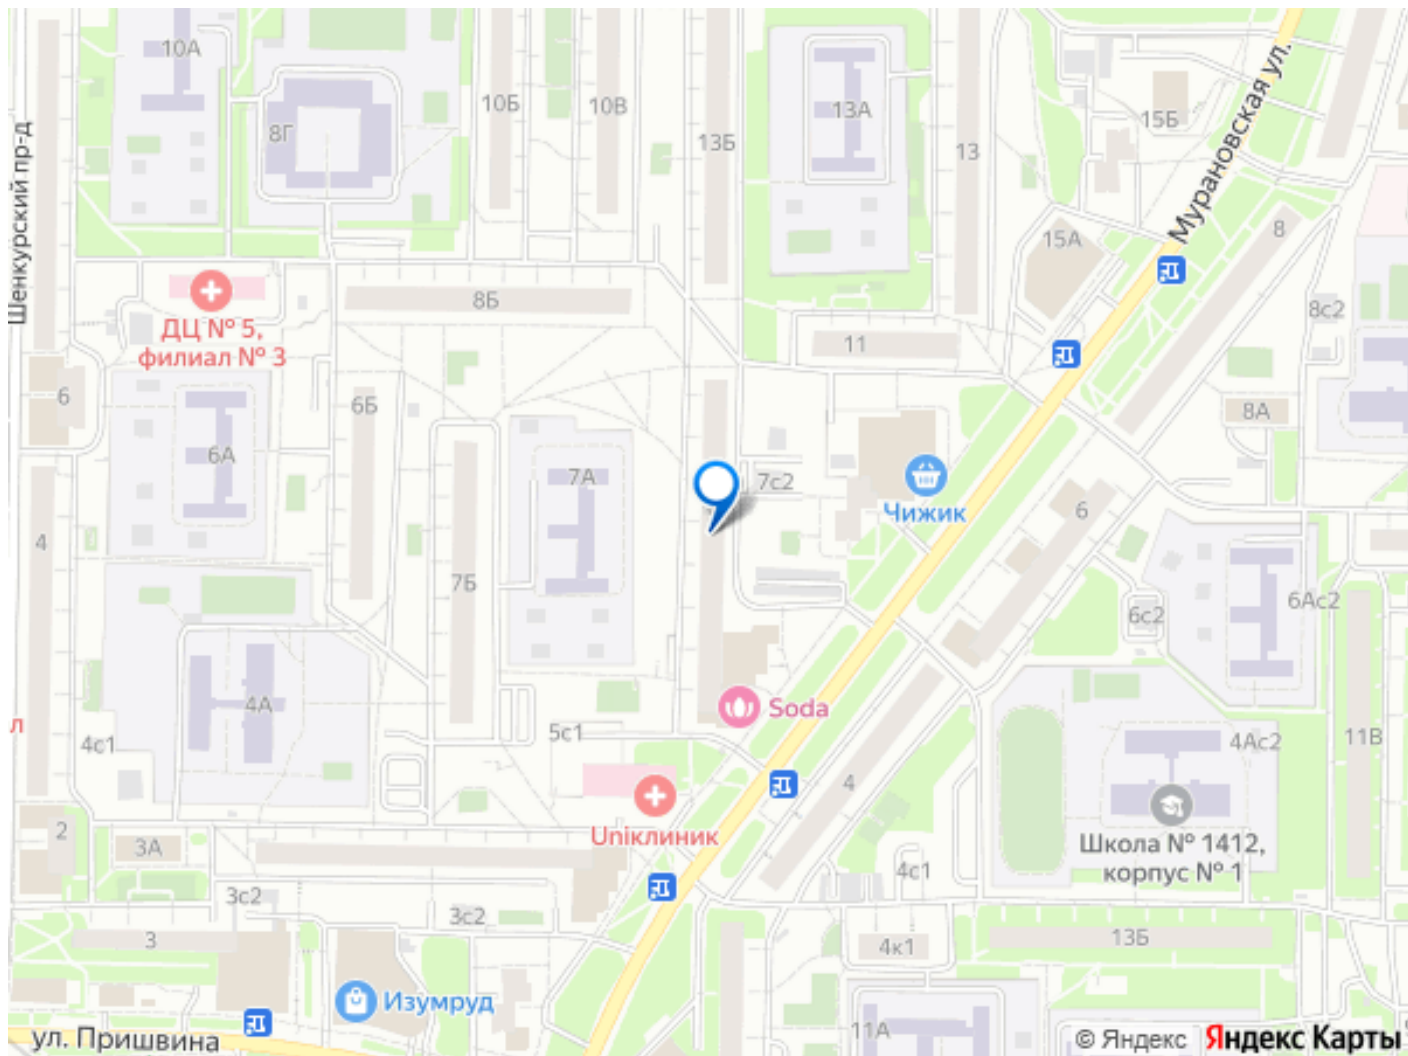 10А
8Г
10Б
10В
13Б
13А
13
15Б
Мурановская ул.
8
15А
Шенкурский пр-д
8Б
ДЦ № 5,
филиал № 3
8с2
11
6
6Б
8А
6А
7А
7с2
Чижик
6
4
7Б
6Ас2
6с2
4А
Soda
л
4с1
5с1
4Ас2
11В
4
Uniклиник
2
3А
Школа № 1412,
корпус № 1
4с1
3с2
3с2
3
4к1
13Б
Изумруд
11А
ул. Пришвина
© Яндекс Яндекс Карты